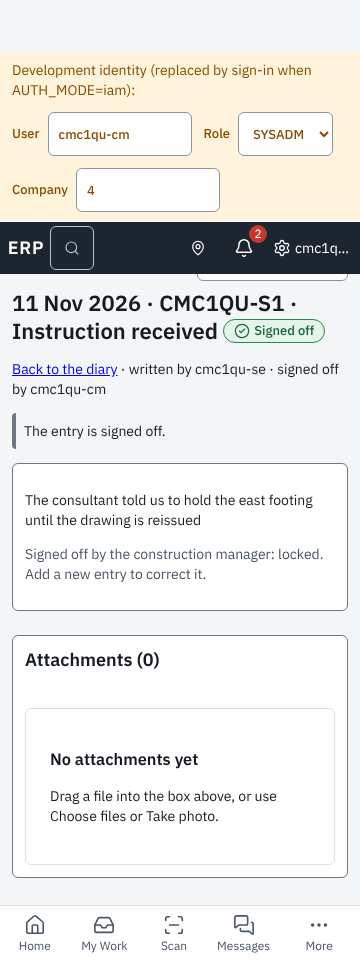 Development identity (replaced by sign-in when
AUTH_MODE=iam):
User cmc1qu-cm Role SYSADM
Company 4
ERP 2 cmc1q...
11 Nov 2026 · CMC1QU-S1 ·
Instruction received Signed off
Back to the diary · written by cmc1qu-se · signed off
by cmc1qu-cm
The entry is signed off.
The consultant told us to hold the east footing
until the drawing is reissued
Signed off by the construction manager: locked.
Add a new entry to correct it.
Attachments (0)
No attachments yet
Drag a file into the box above, or use
Choose files or Take photo.
Home My Work Scan Messages More